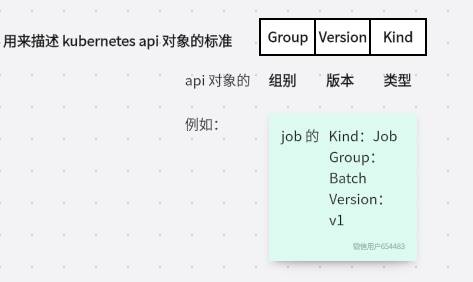 用来描述 kubernetes api 对象的标准
Group Version Kind
api 对象的 组别 版本 类型
例如：
job 的 Kind：Job
Group：
Batch
Version：
v1
微信用户654483